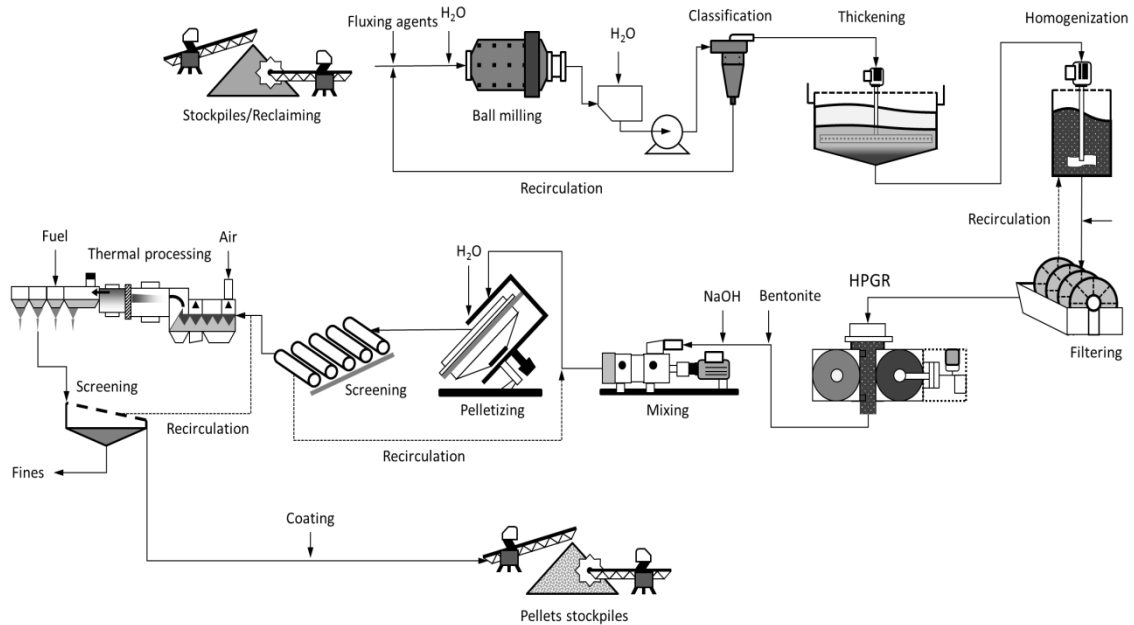 Fluxing agents
H₂O
H₂O
Classification
Thickening
Homogenization
Stockpiles/Reclaiming
Ball milling
Recirculation
Recirculation
Fuel
Thermal processing
Air
H₂O
NaOH
Bentonite
HPGR
Filtering
Screening
Screening
Pelletizing
Mixing
Recirculation
Recirculation
Fines
Coating
Pellets stockpiles